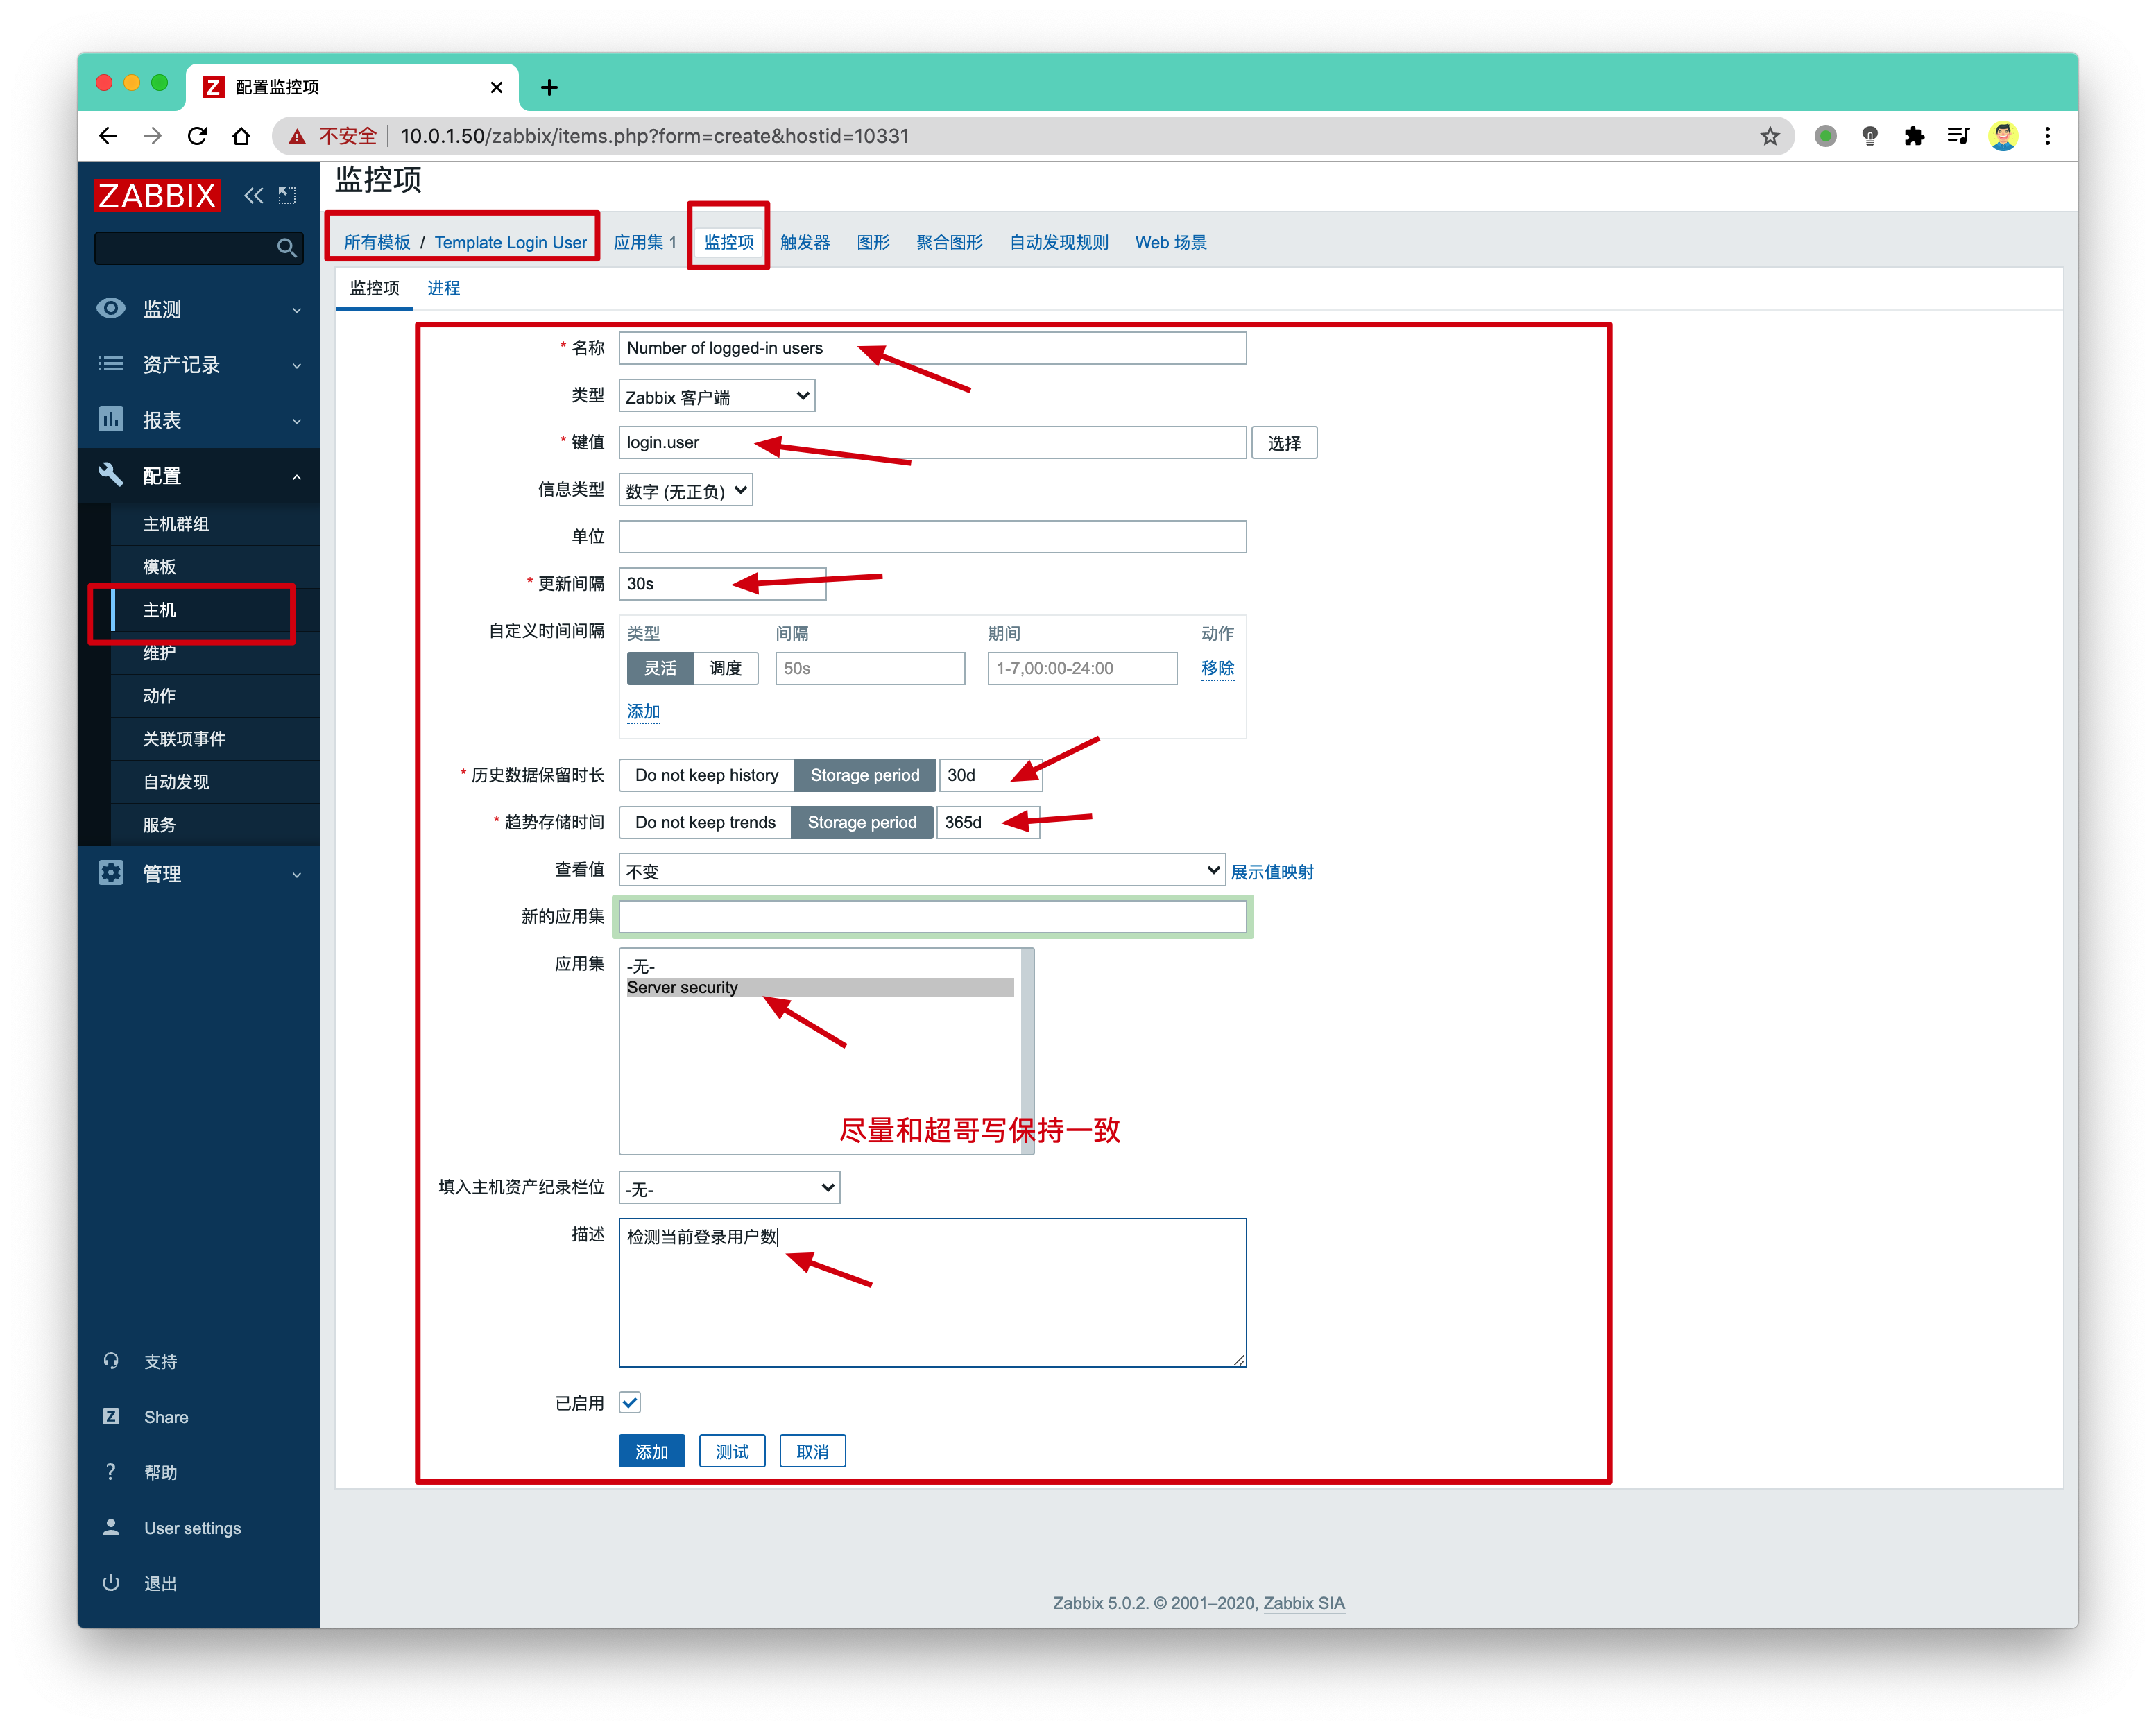 配置监控项
不安全 10.0.1.50/zabbix/items.php?form=create&hostid=10331
ZABBIX
监测
资产记录
报表
配置
主机群组
模板
主机
维护
动作
关联项事件
自动发现
服务
管理
支持
Share
帮助
User settings
退出
监控项
所有模板 / Template Login User 应用集 1 监控项 触发器 图形 聚合图形 自动发现规则 Web 场景
监控项 进程
* 名称 Number of logged-in users
类型 Zabbix 客户端
* 键值 login.user 选择
信息类型 数字 (无正负)
单位
* 更新间隔 30s
自定义时间间隔 类型 间隔 期间 动作
灵活 调度 50s 1-7,00:00-24:00 移除
添加
* 历史数据保留时长 Do not keep history Storage period 30d
* 趋势存储时间 Do not keep trends Storage period 365d
查看值 不变 展示值映射
新的应用集
应用集 -无-
Server security
尽量和超哥写保持一致
填入主机资产纪录栏位 -无-
描述 检测当前登录用户数
已启用
添加 测试 取消
Zabbix 5.0.2. © 2001–2020, Zabbix SIA